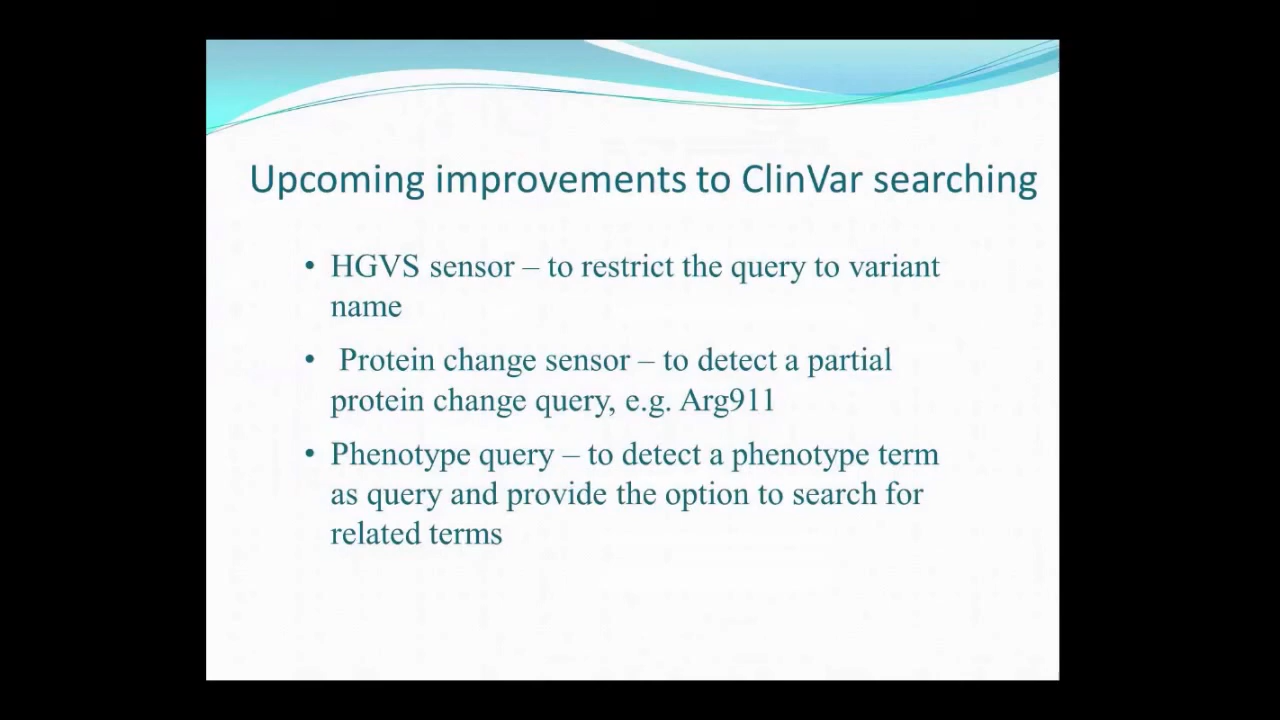 Upcoming improvements to ClinVar searching
• HGVS sensor – to restrict the query to variant
name
• Protein change sensor – to detect a partial
protein change query, e.g. Arg911
• Phenotype query – to detect a phenotype term
as query and provide the option to search for
related terms